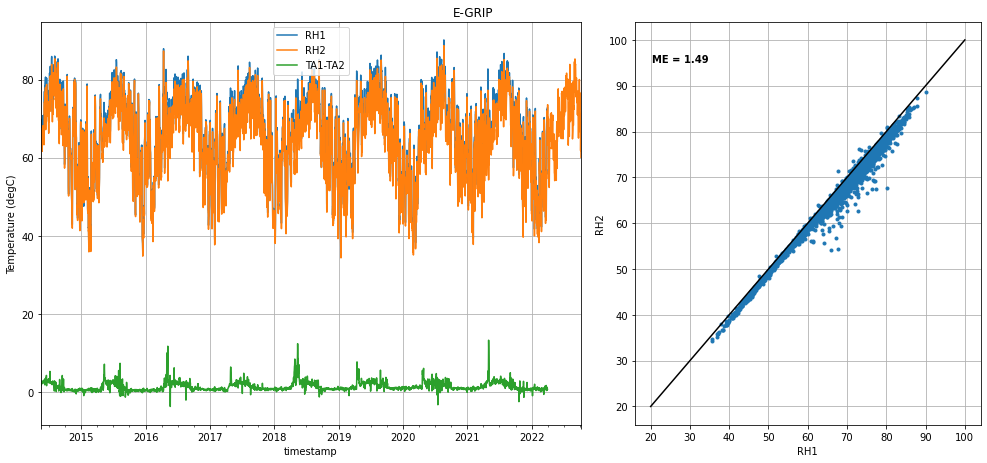 E-GRIP
RH1
RH2
TA1-TA2
Temperature (degC)
80
60
40
20
0
2015 2016 2017 2018 2019 2020 2021 2022
timestamp
ME = 1.49
RH2
100
90
80
70
60
50
40
30
20
20 30 40 50 60 70 80 90 100
RH1